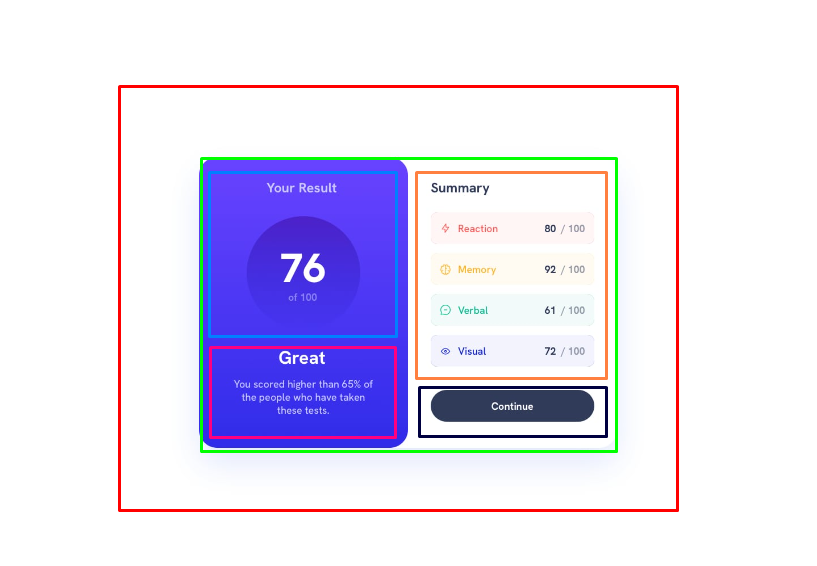 Your Result
76
of 100
Great
You scored higher than 65% of
the people who have taken
these tests.
Summary
Reaction 80 / 100
Memory 92 / 100
Verbal 61 / 100
Visual 72 / 100
Continue